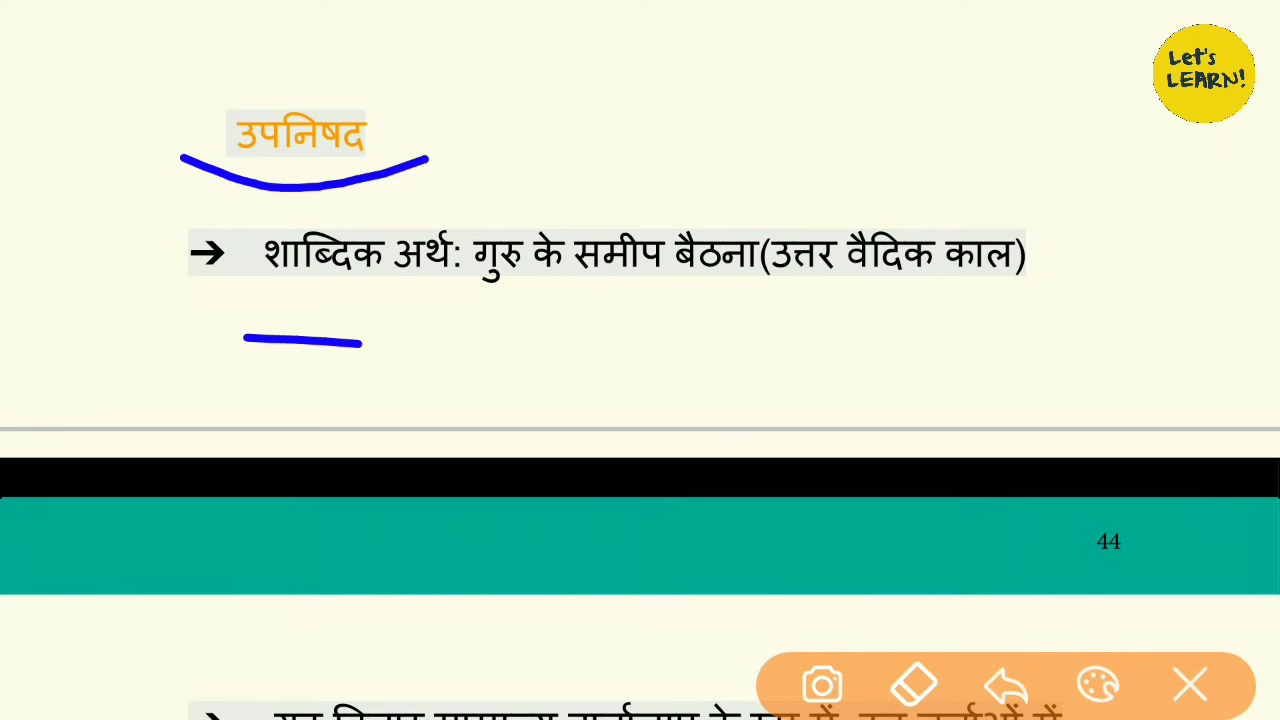 Let's
LEARN!
उपनिषद
➔ शाब्दिक अर्थ: गुरु के समीप बैठना(उत्तर वैदिक काल)
44